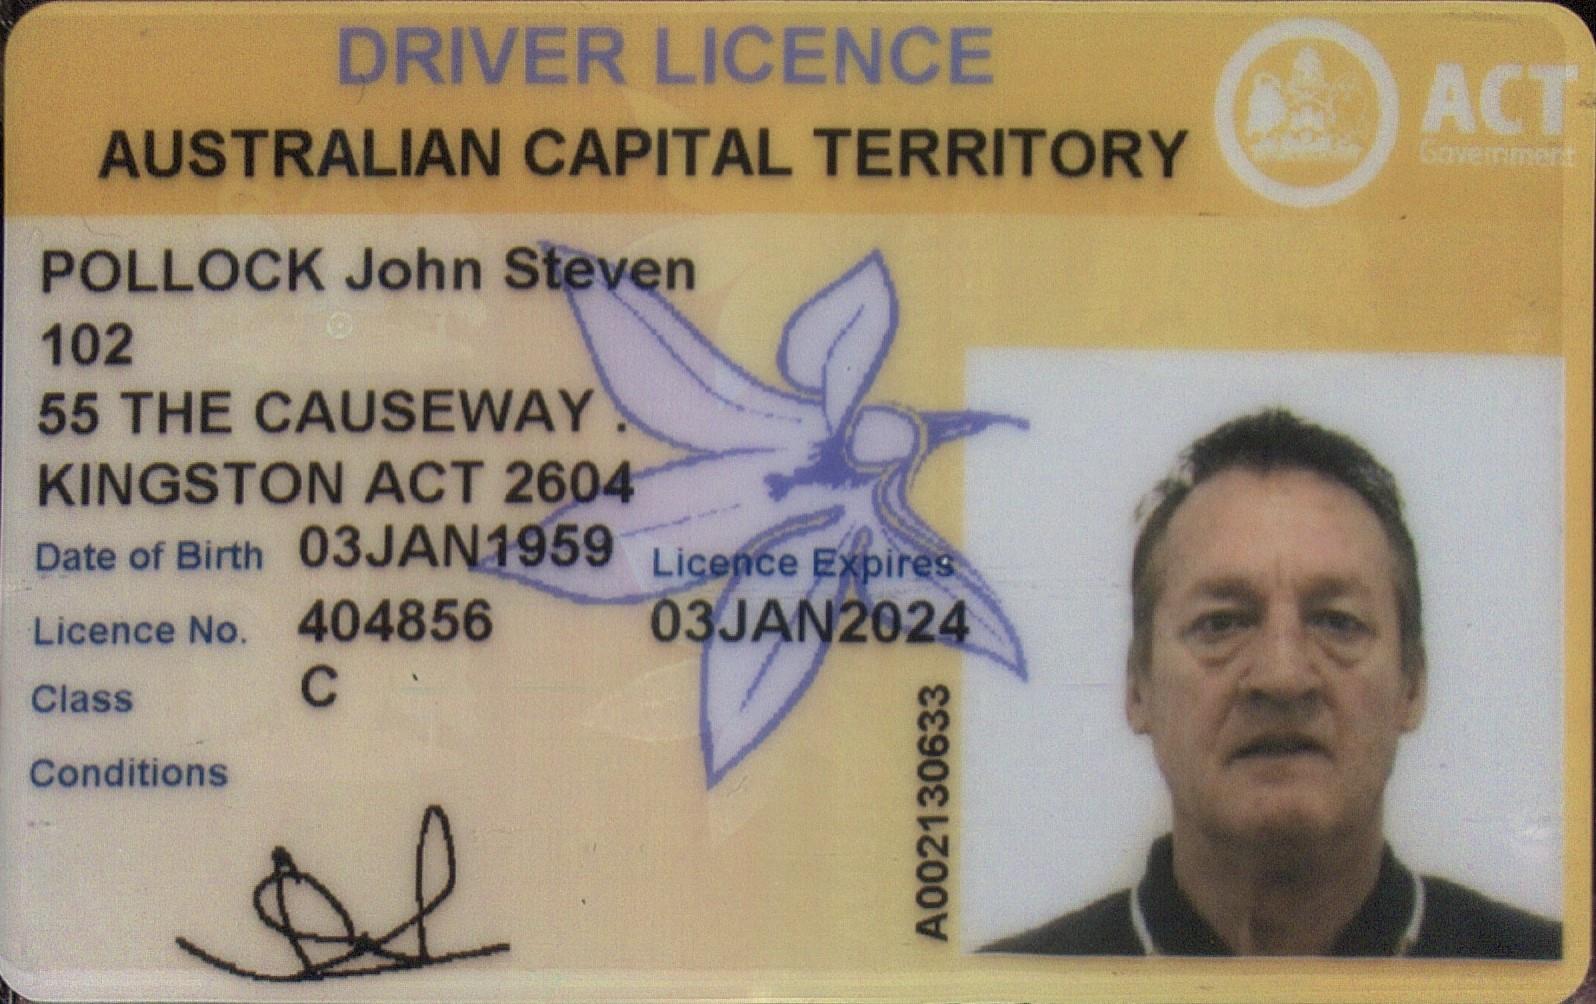 DRIVER LICENCE
AUSTRALIAN CAPITAL TERRITORY
ACT
Government
POLLOCK John Steven
102
55 THE CAUSEWAY .
KINGSTON ACT 2604
Date of Birth 03JAN1959 Licence Expires
Licence No. 404856 03JAN2024
Class C
Conditions
A002130633